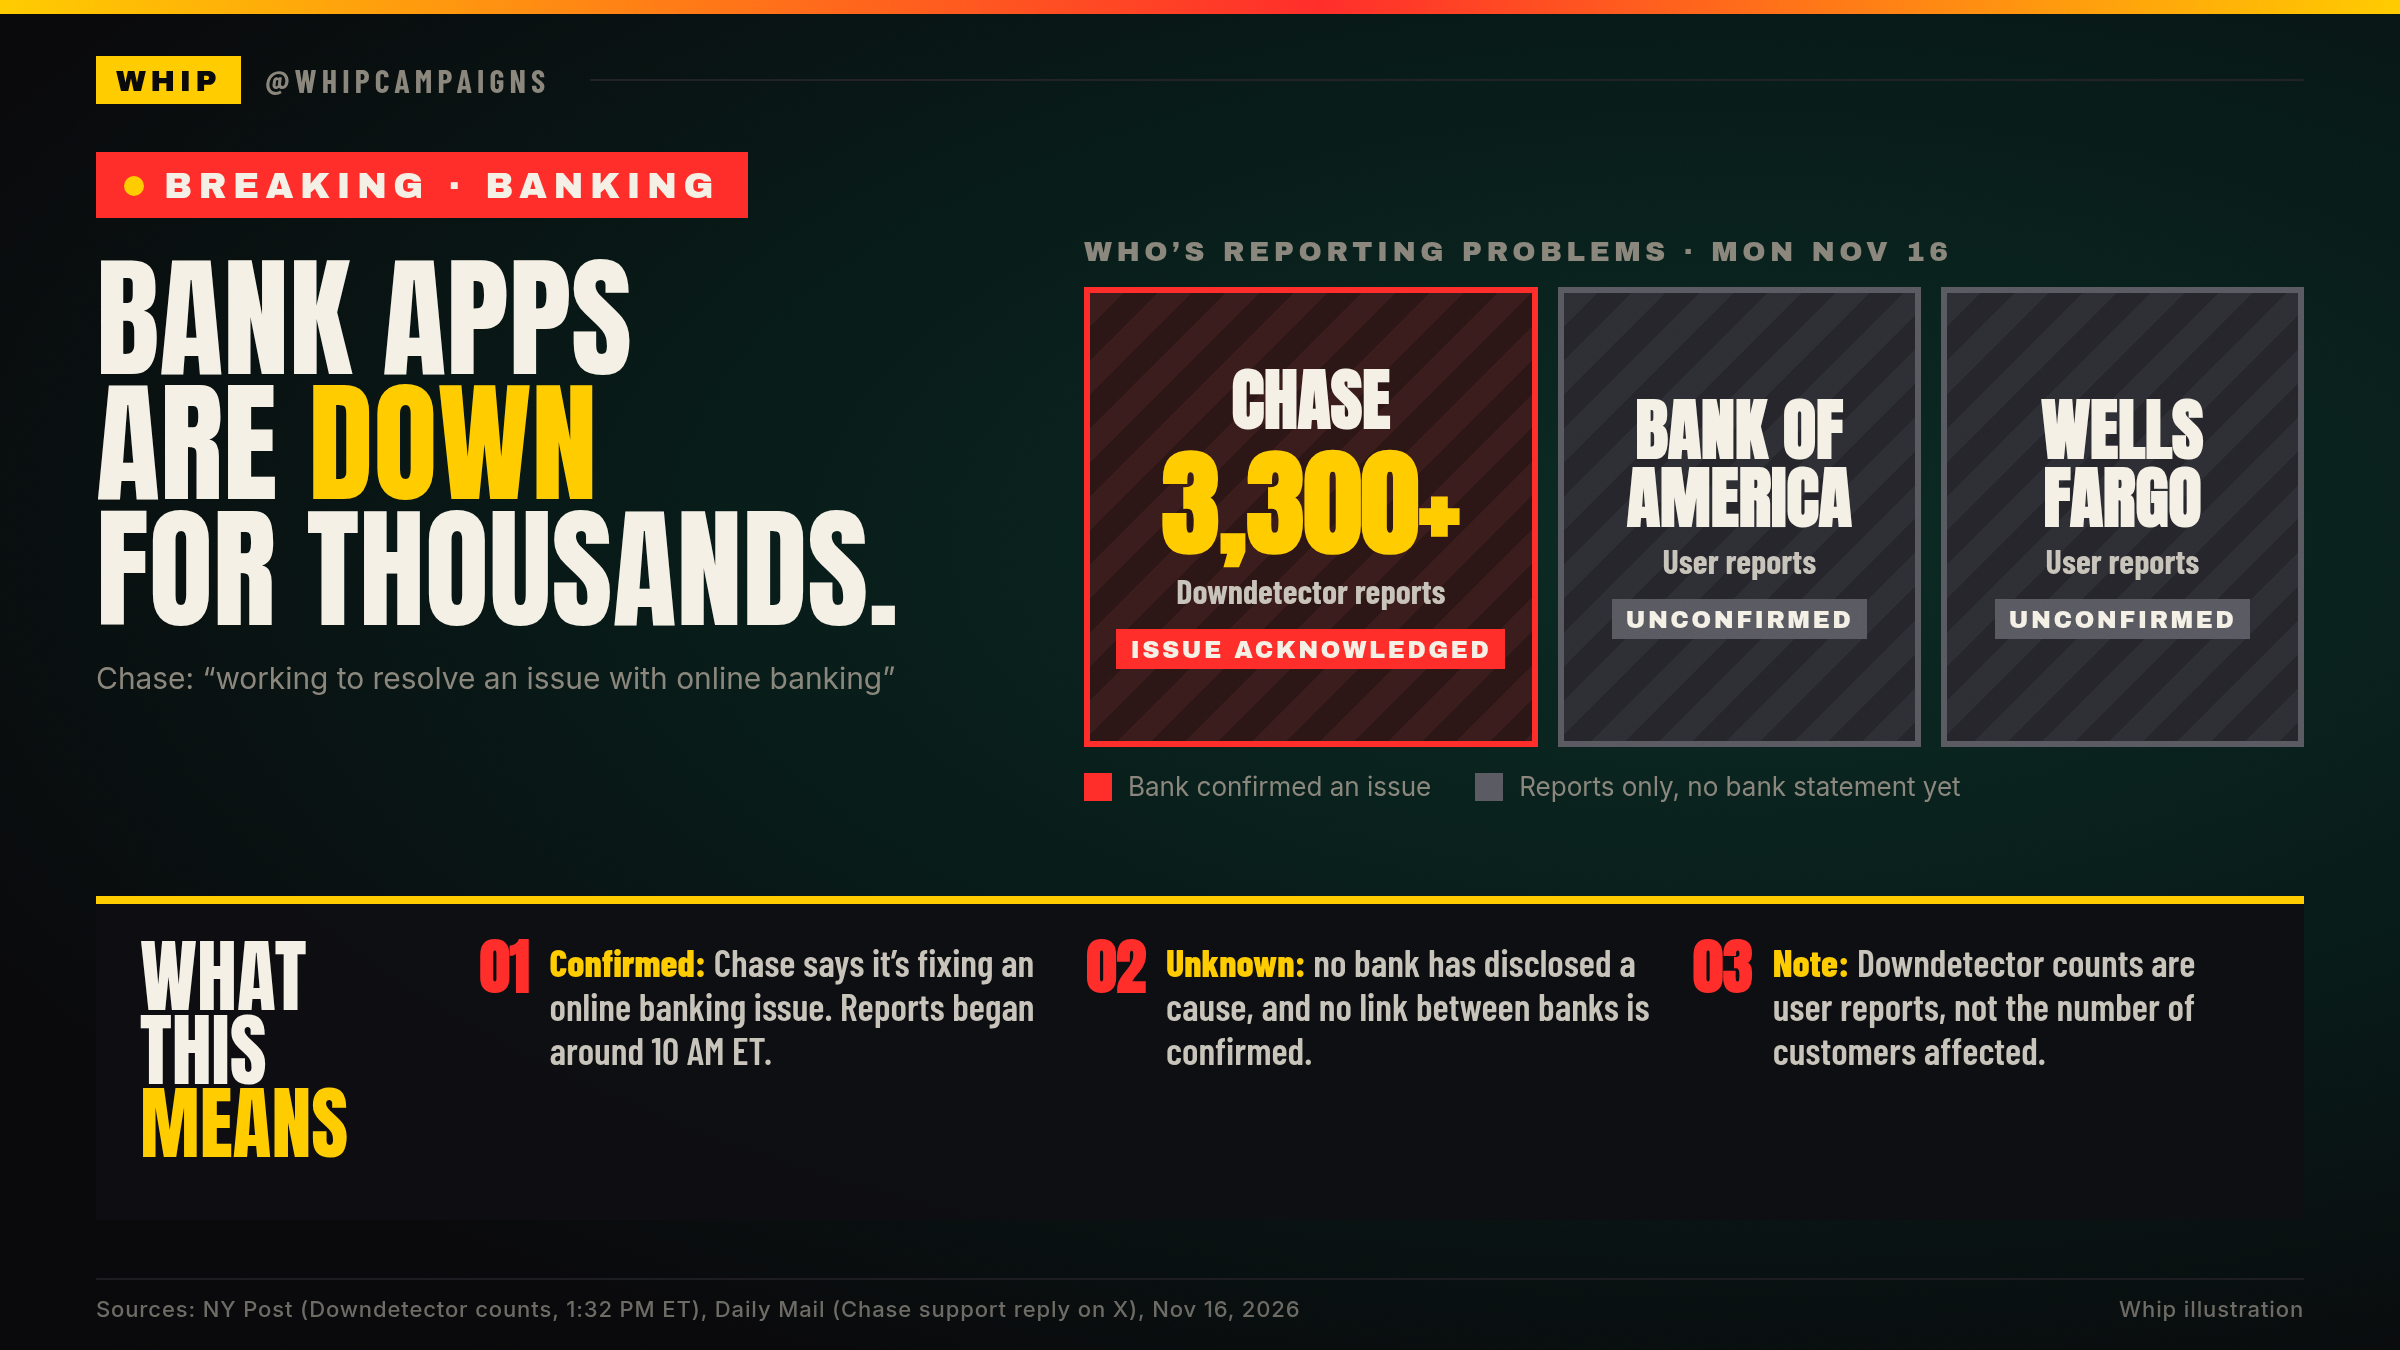 WHIP @WHIPCAMPAIGNS
BREAKING · BANKING
BANK APPS
ARE DOWN
FOR THOUSANDS.
Chase: “working to resolve an issue with online banking”
WHO’S REPORTING PROBLEMS · MON NOV 16
CHASE
3,300+
Downdetector reports
ISSUE ACKNOWLEDGED
BANK OF
AMERICA
User reports
UNCONFIRMED
WELLS
FARGO
User reports
UNCONFIRMED
Bank confirmed an issue
Reports only, no bank statement yet
WHAT
THIS
MEANS
01 Confirmed: Chase says it’s fixing an
online banking issue. Reports began
around 10 AM ET.
02 Unknown: no bank has disclosed a
cause, and no link between banks is
confirmed.
03 Note: Downdetector counts are
user reports, not the number of
customers affected.
Sources: NY Post (Downdetector counts, 1:32 PM ET), Daily Mail (Chase support reply on X), Nov 16, 2026
Whip illustration